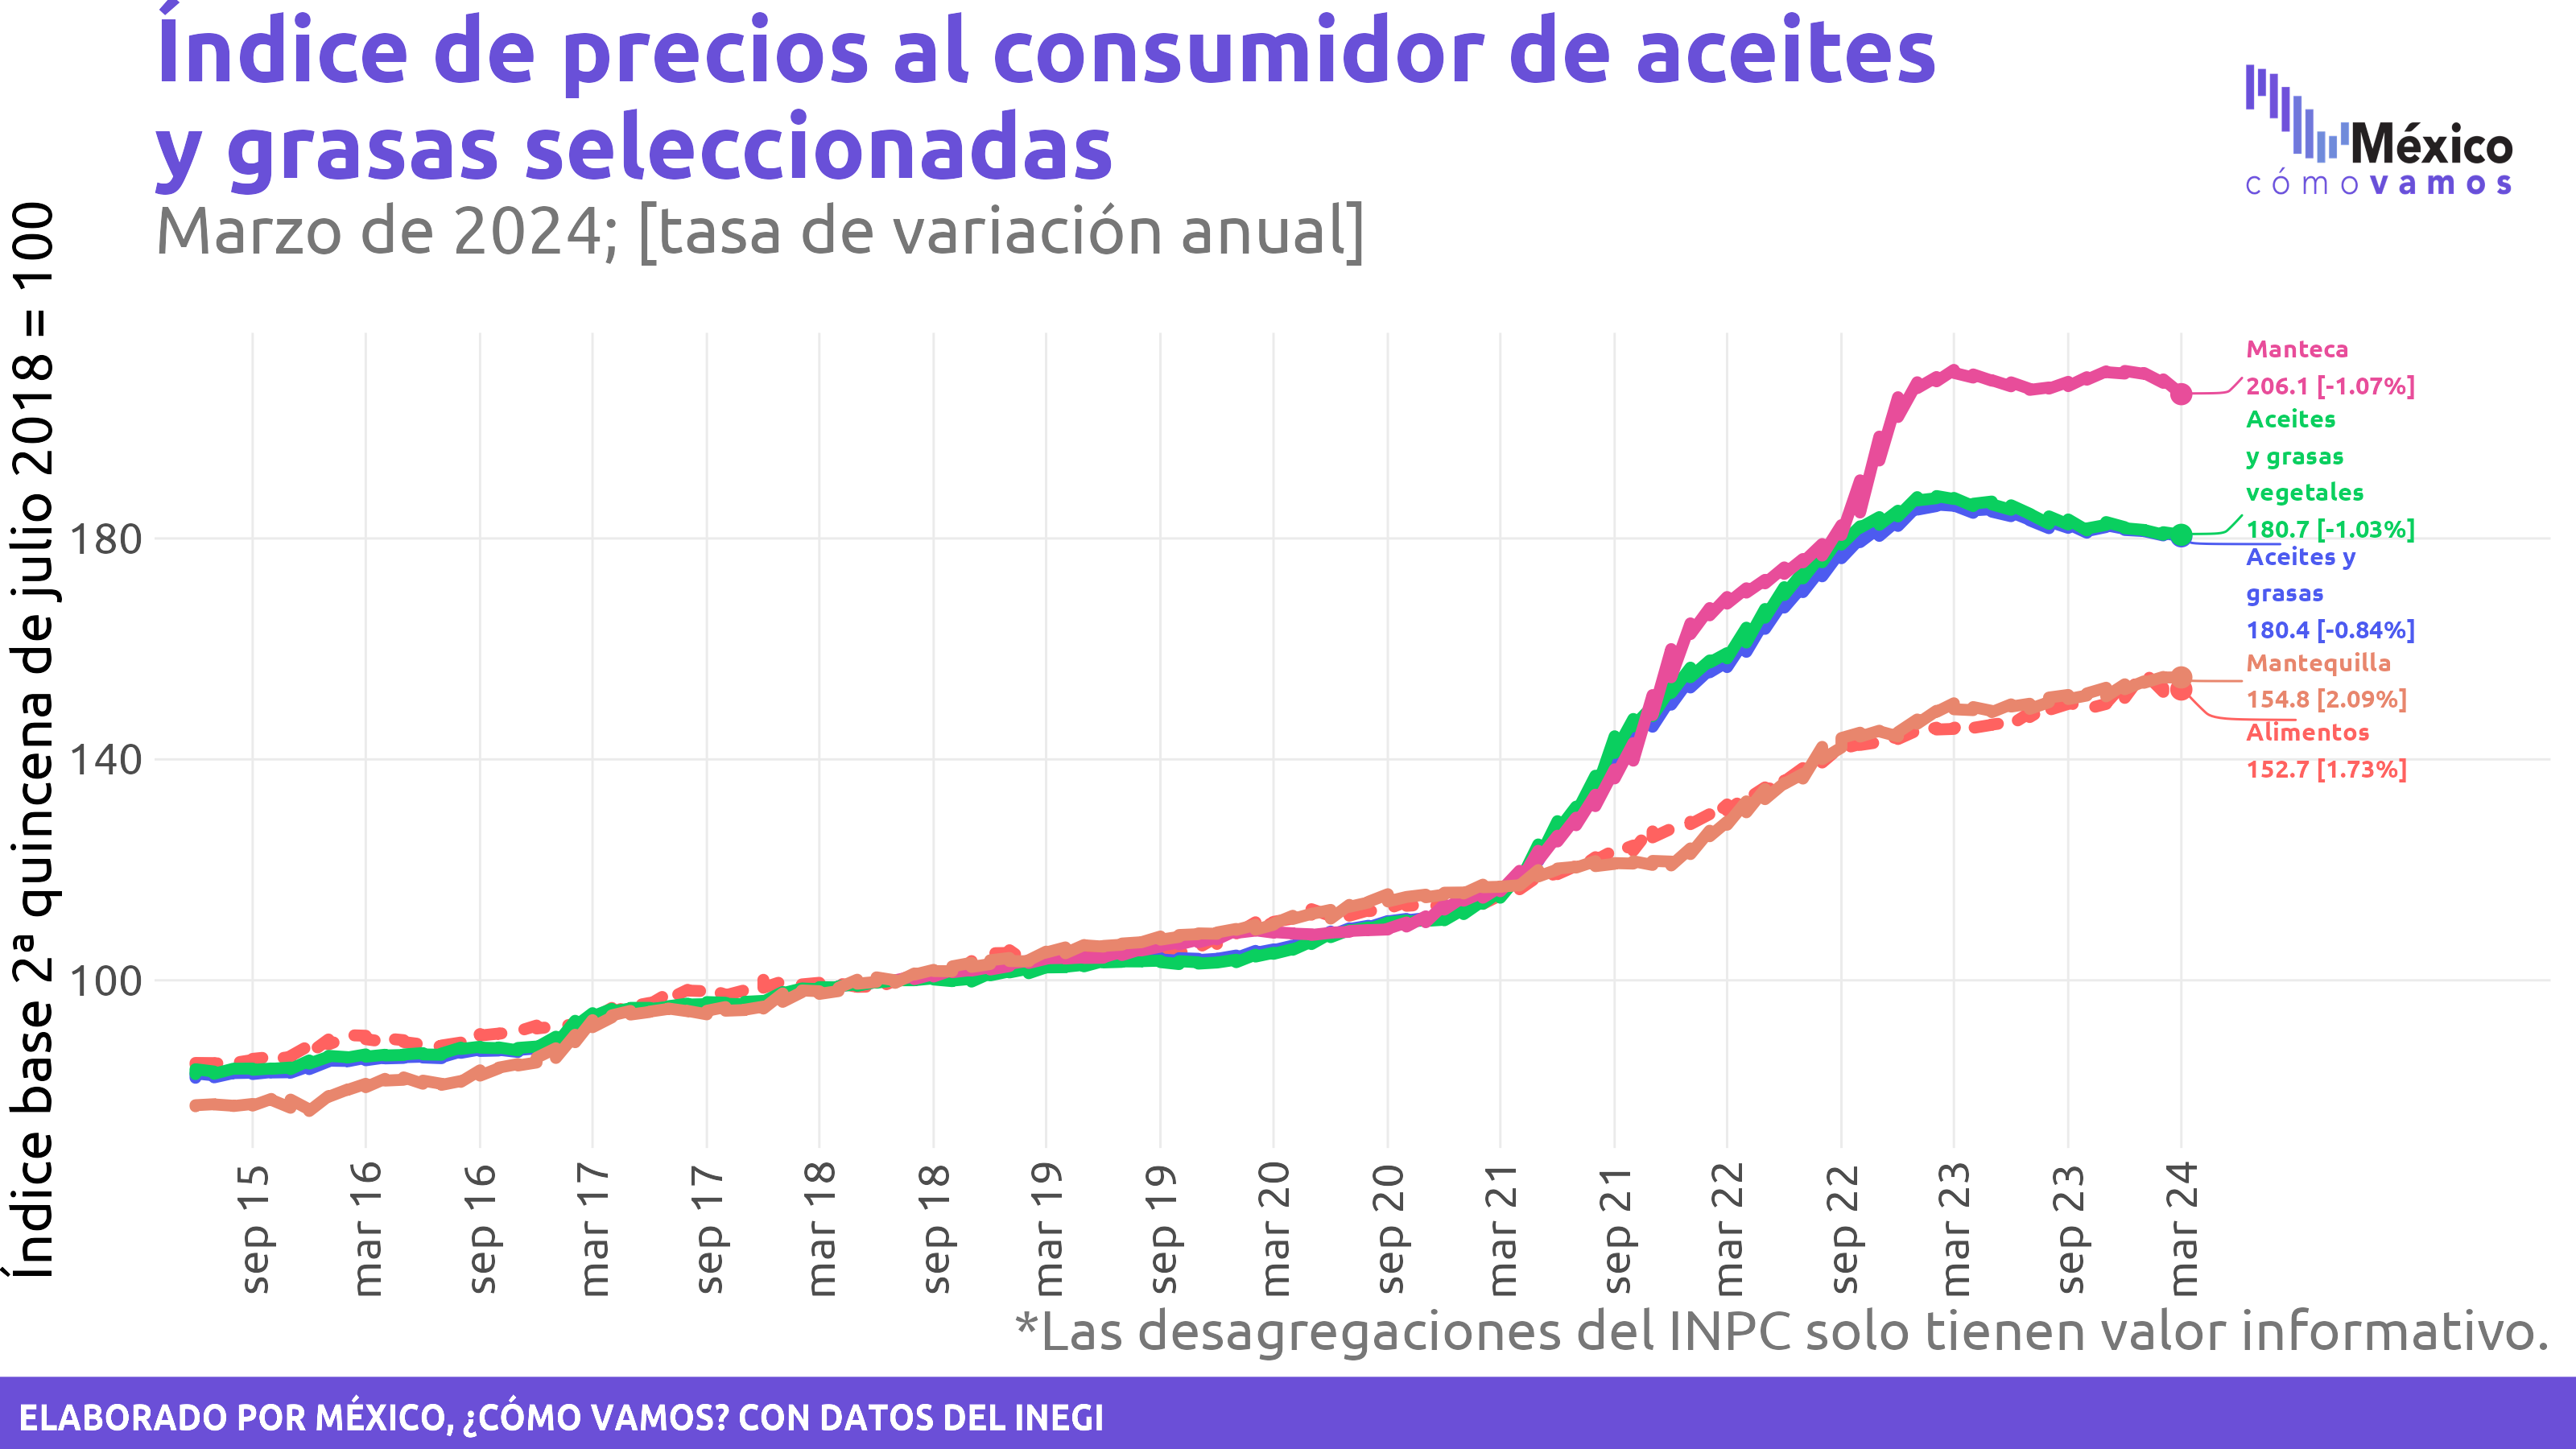 Índice de precios al consumidor de aceites
y grasas seleccionadas
Marzo de 2024; [tasa de variación anual]
México
cómo vamos
Índice base 2ª quincena de julio 2018 = 100
180
140
100
Manteca
206.1 [-1.07%]
Aceites
y grasas
vegetales
180.7 [-1.03%]
Aceites y
grasas
180.4 [-0.84%]
Mantequilla
154.8 [2.09%]
Alimentos
152.7 [1.73%]
sep 15
mar 16
sep 16
mar 17
sep 17
mar 18
sep 18
mar 19
sep 19
mar 20
sep 20
mar 21
sep 21
mar 22
sep 22
mar 23
sep 23
mar 24
*Las desagregaciones del INPC solo tienen valor informativo.
ELABORADO POR MÉXICO, ¿CÓMO VAMOS? CON DATOS DEL INEGI